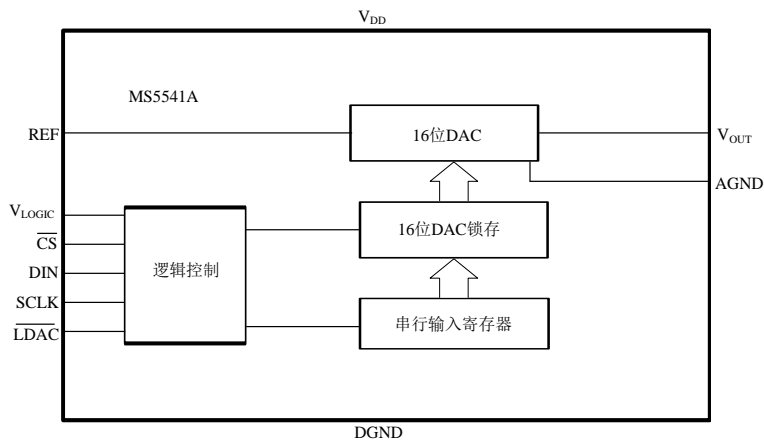 VDD
MS5541A
REF
16位DAC
VOUT
AGND
VLOGIC
CS
DIN
SCLK
LDAC
逻辑控制
16位DAC锁存
串行输入寄存器
DGND